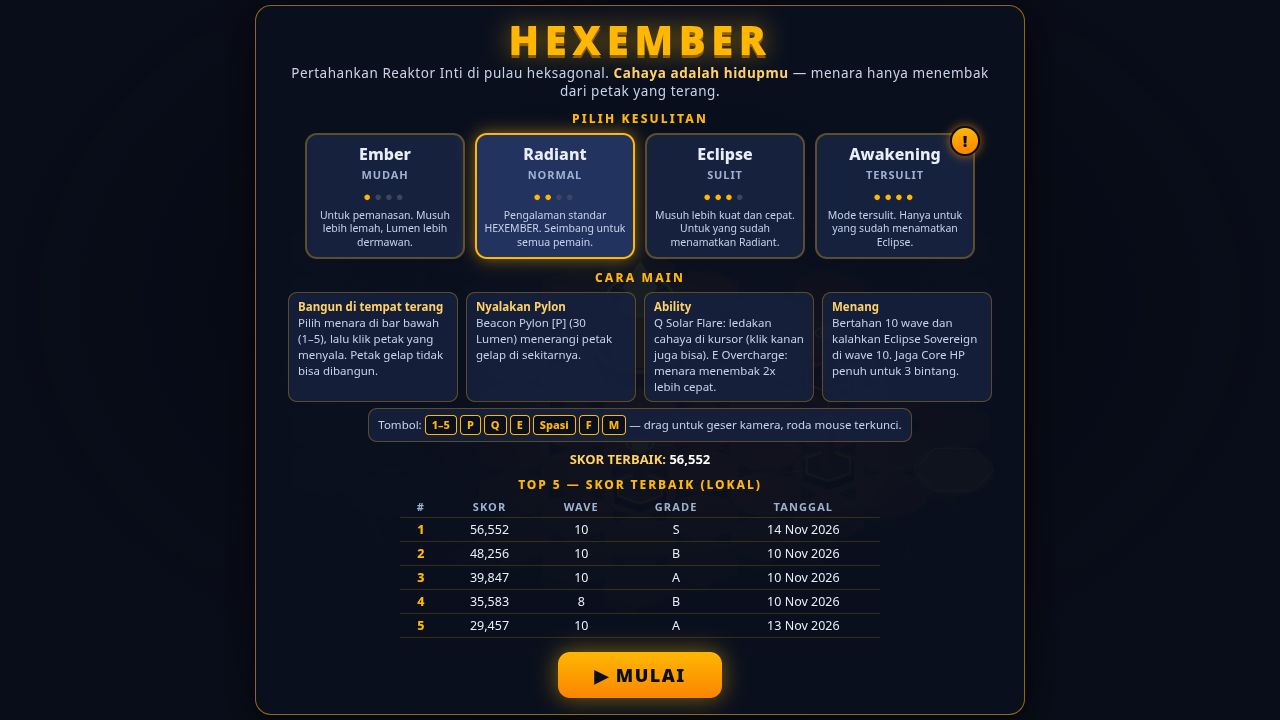 HEXEMBER
Pertahankan Reaktor Inti di pulau heksagonal. Cahaya adalah hidupmu — menara hanya menembak
dari petak yang terang.
PILIH KESULITAN
Ember
MUDAH
Untuk pemanasan. Musuh
lebih lemah, Lumen lebih
dermawan.
Radiant
NORMAL
Pengalaman standar
HEXEMBER. Seimbang untuk
semua pemain.
Eclipse
SULIT
Musuh lebih kuat dan cepat.
Untuk yang sudah
menamatkan Radiant.
!
Awakening
TERSULIT
Mode tersulit. Hanya untuk
yang sudah menamatkan
Eclipse.
CARA MAIN
Bangun di tempat terang
Pilih menara di bar bawah
(1–5), lalu klik petak yang
menyala. Petak gelap tidak
bisa dibangun.
Nyalakan Pylon
Beacon Pylon [P] (30
Lumen) menerangi petak
gelap di sekitarnya.
Ability
Q Solar Flare: ledakan
cahaya di kursor (klik kanan
juga bisa). E Overcharge:
menara menembak 2x
lebih cepat.
Menang
Bertahan 10 wave dan
kalahkan Eclipse Sovereign
di wave 10. Jaga Core HP
penuh untuk 3 bintang.
Tombol: 1–5 P Q E Spasi F M — drag untuk geser kamera, roda mouse terkunci.
SKOR TERBAIK: 56,552
TOP 5 — SKOR TERBAIK (LOKAL)
# SKOR WAVE GRADE TANGGAL
1 56,552 10 S 14 Nov 2026
2 48,256 10 B 10 Nov 2026
3 39,847 10 A 10 Nov 2026
4 35,583 8 B 10 Nov 2026
5 29,457 10 A 13 Nov 2026
▶ MULAI